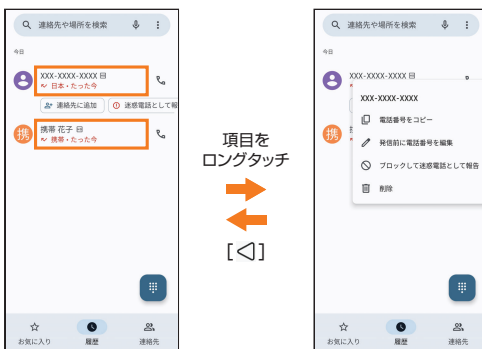 連絡先や場所を検索
今日
XXX-XXXX-XXXX
日本・たった今
連絡先に追加
迷惑電話として報
携
携帯 花子
携帯・たった今
お気に入り
履歴
連絡先
項目を
ロングタッチ
[◁]
連絡先や場所を検索
今日
XXX-XXXX-XXXX
XXX-XXXX-XXXX
電話番号をコピー
発信前に電話番号を編集
ブロックして迷惑電話として報告
削除
携
お気に入り
履歴
連絡先